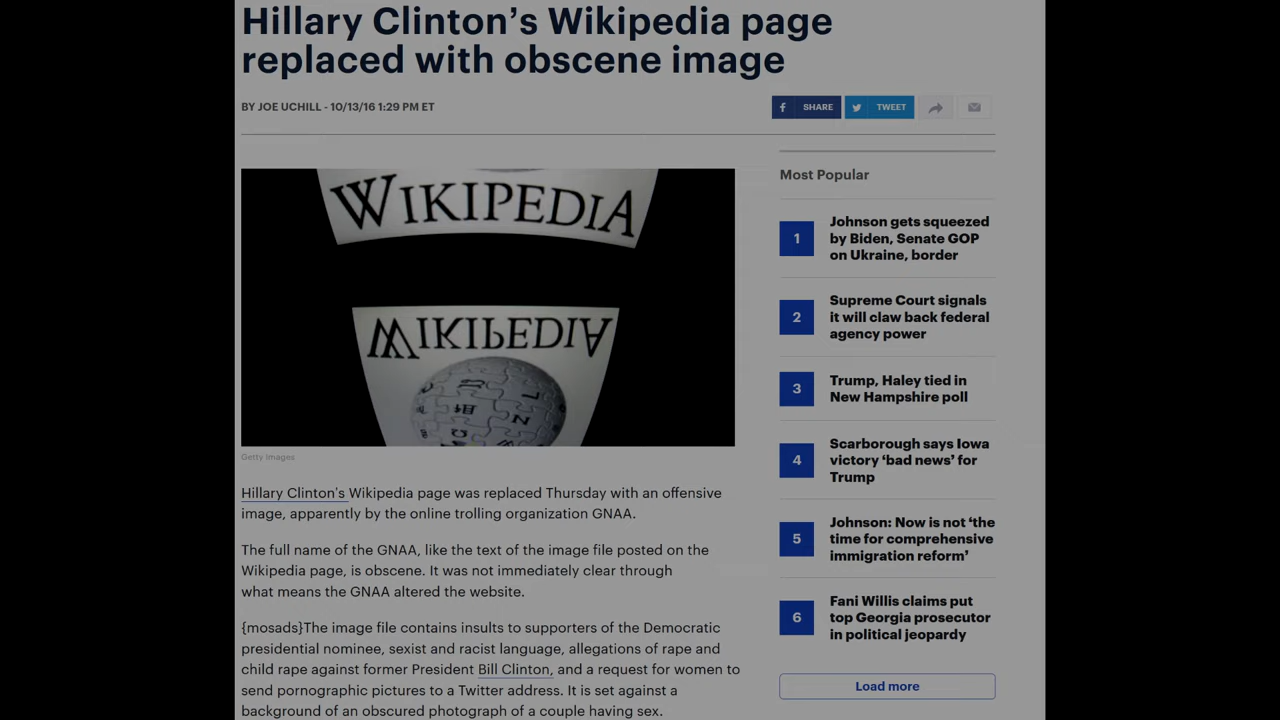 Hillary Clinton’s Wikipedia page
replaced with obscene image
BY JOE UCHILL - 10/13/16 1:29 PM ET
SHARE
TWEET
WIKIPEDIA
WIKIPEDIA
Getty Images
Hillary Clinton’s Wikipedia page was replaced Thursday with an offensive
image, apparently by the online trolling organization GNAA.
The full name of the GNAA, like the text of the image file posted on the
Wikipedia page, is obscene. It was not immediately clear through
what means the GNAA altered the website.
{mosads}The image file contains insults to supporters of the Democratic
presidential nominee, sexist and racist language, allegations of rape and
child rape against former President Bill Clinton, and a request for women to
send pornographic pictures to a Twitter address. It is set against a
background of an obscured photograph of a couple having sex.
Most Popular
1
Johnson gets squeezed
by Biden, Senate GOP
on Ukraine, border
2
Supreme Court signals
it will claw back federal
agency power
3
Trump, Haley tied in
New Hampshire poll
4
Scarborough says Iowa
victory ‘bad news’ for
Trump
5
Johnson: Now is not ‘the
time for comprehensive
immigration reform’
6
Fani Willis claims put
top Georgia prosecutor
in political jeopardy
Load more